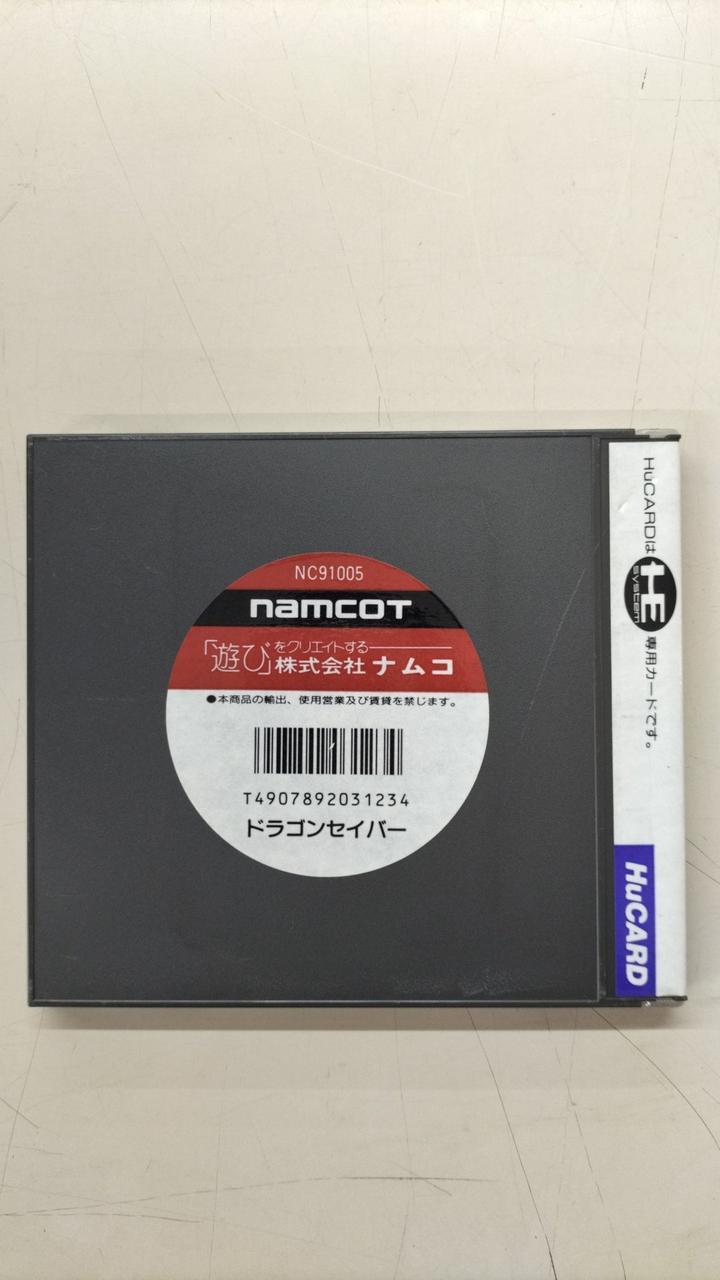 NC91005
namcot
「遊び」をクリエイトする
株式会社ナムコ
●本商品の輸出、使用営業及び賃貸を禁じます。
T4907892031234
ドラゴンセイバー
HuCARDは HE SYSTEM 専用カードです。
HuCARD